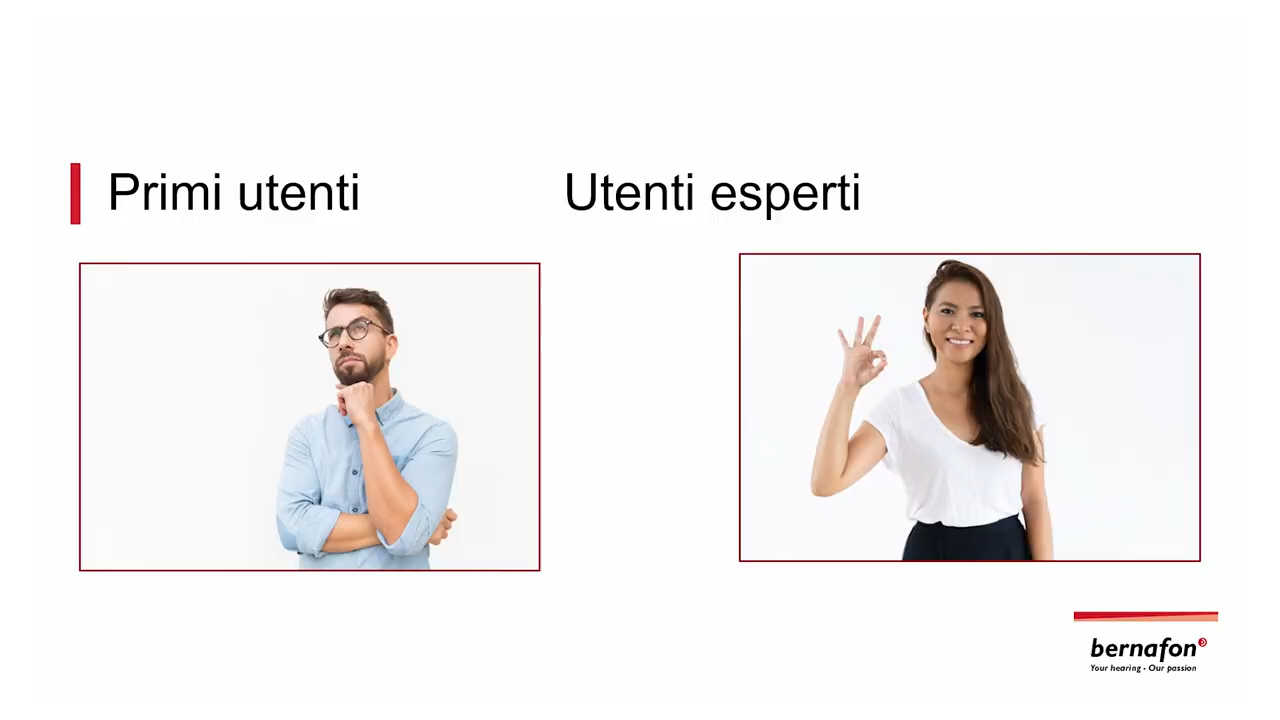 Primi utenti
Utenti esperti
bernafon
Your hearing - Our passion